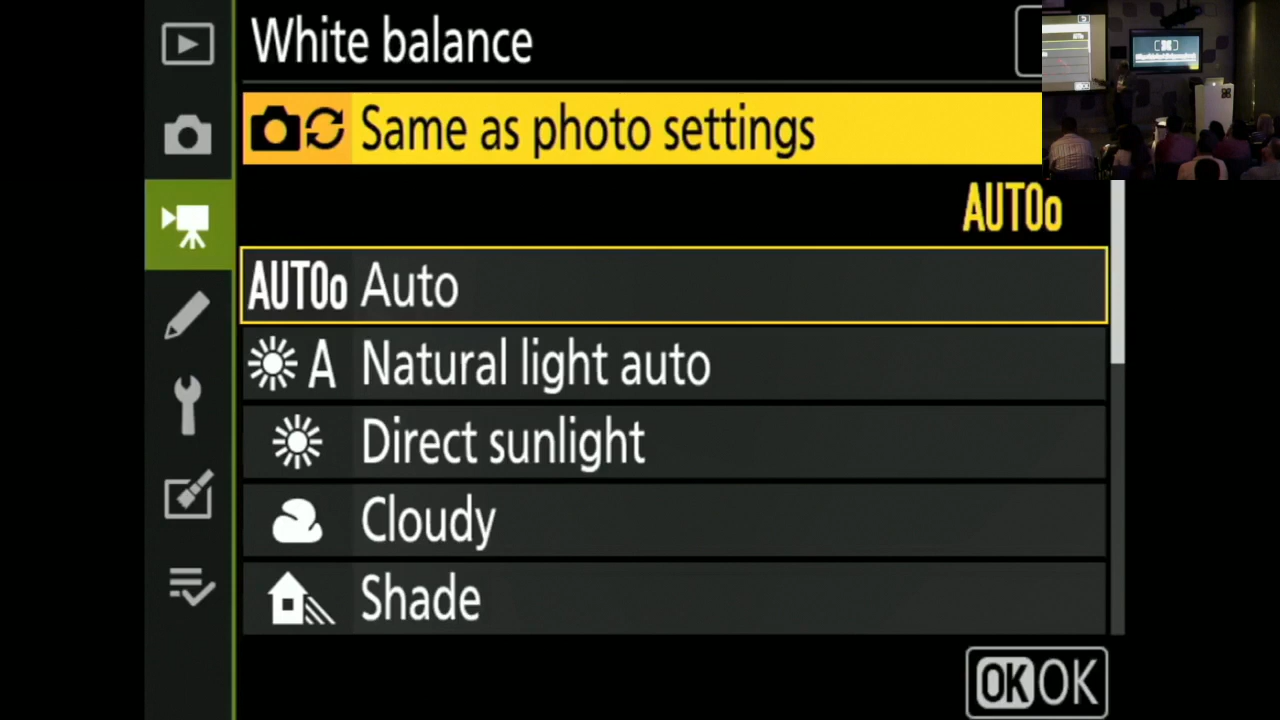 White balance
Same as photo settings
AUTO0
AUTO0 Auto
A Natural light auto
Direct sunlight
Cloudy
Shade
OK OK